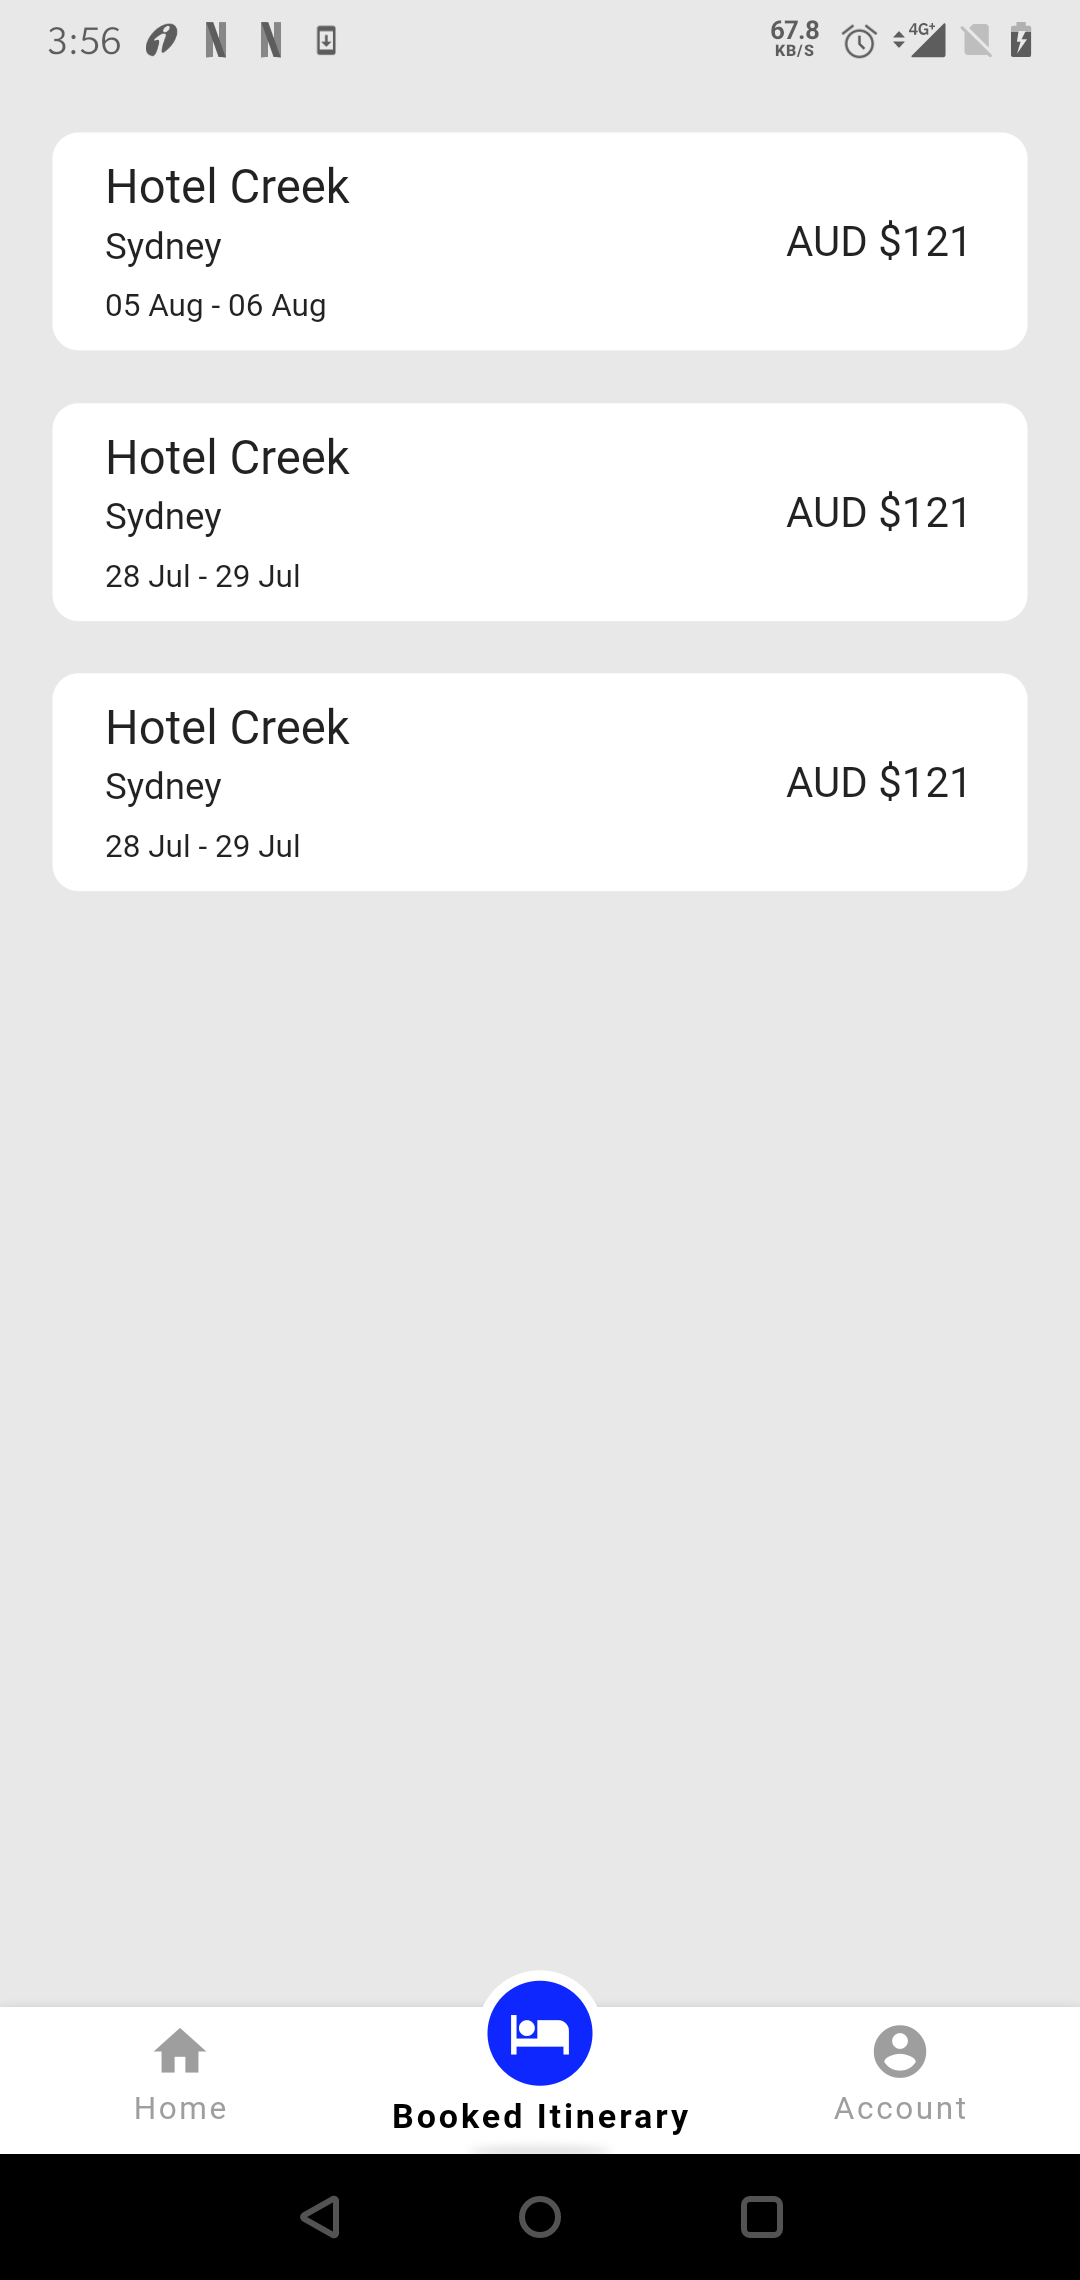 3:56
67.8
KB/S
4G+
Hotel Creek
Sydney
AUD $121
05 Aug - 06 Aug
Hotel Creek
Sydney
AUD $121
28 Jul - 29 Jul
Hotel Creek
Sydney
AUD $121
28 Jul - 29 Jul
Home
Booked Itinerary
Account